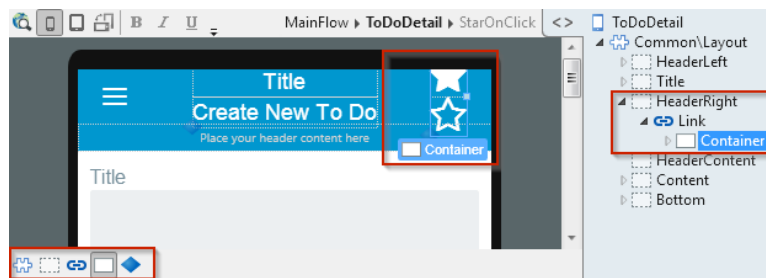 B I U MainFlow ▸ ToDoDetail ▸ StarOnClick <>
ToDoDetail
Common\Layout
HeaderLeft
Title
HeaderRight
Link
Container
HeaderContent
Content
Bottom
Title
Create New To Do
Place your header content here
Container
Title